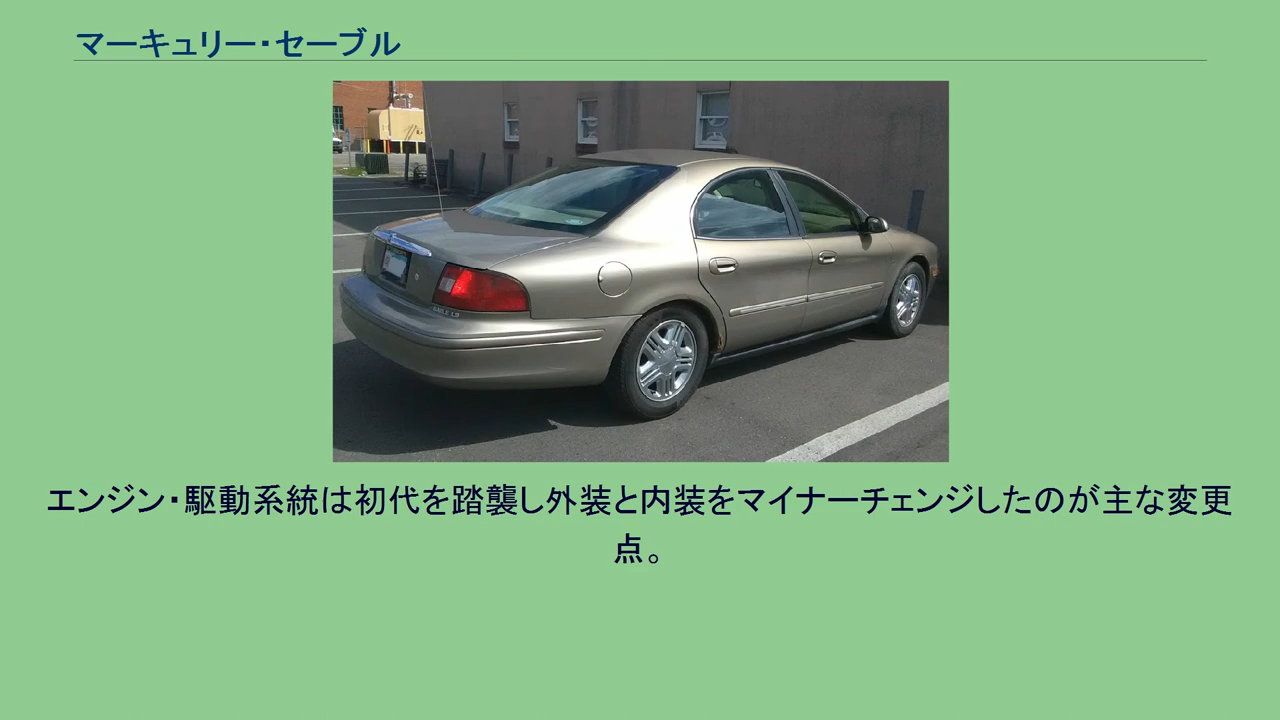 マーキュリー・セーブル
SABLE LS
エンジン・駆動系統は初代を踏襲し外装と内装をマイナーチェンジしたのが主な変更
点。